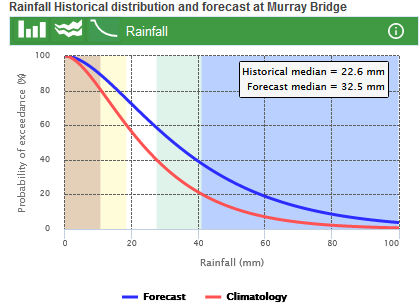 Rainfall Historical distribution and forecast at Murray Bridge
Rainfall
Historical median = 22.6 mm
Forecast median = 32.5 mm
Probability of exceedance (%)
100
80
60
40
20
0
0 20 40 60 80 100
Rainfall (mm)
Forecast Climatology